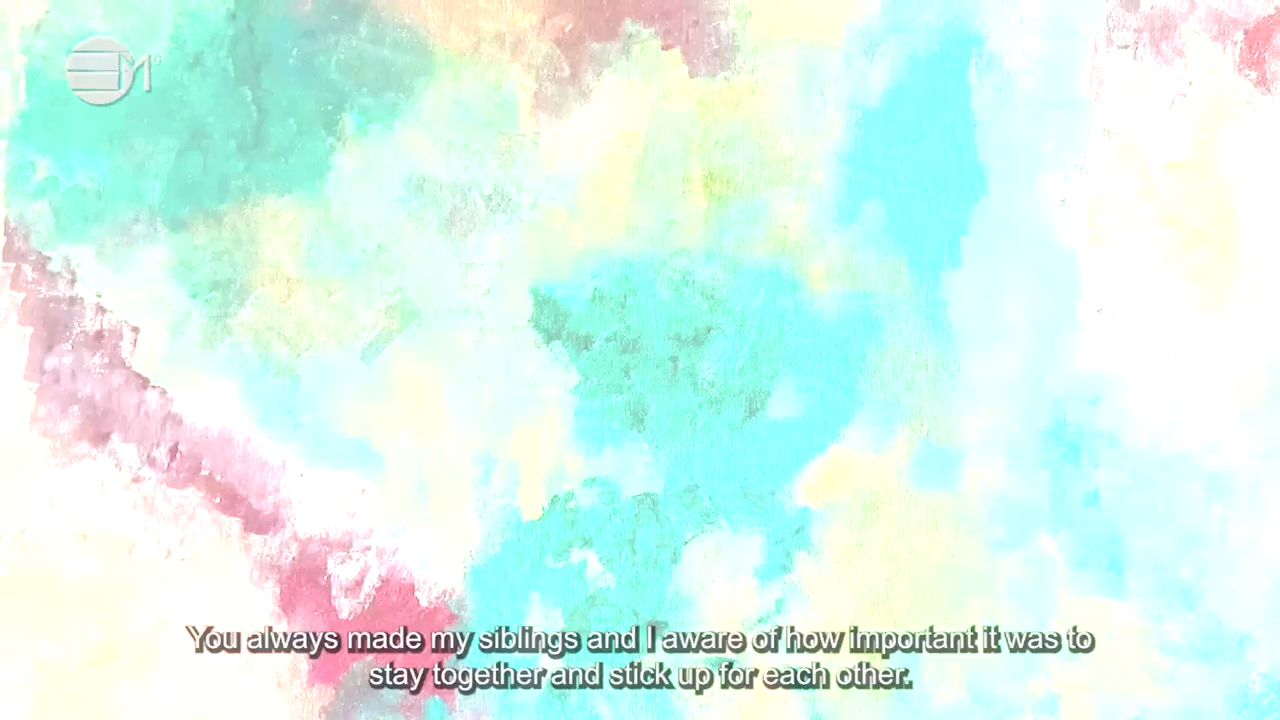 You always made my siblings and I aware of how important it was to
stay together and stick up for each other.